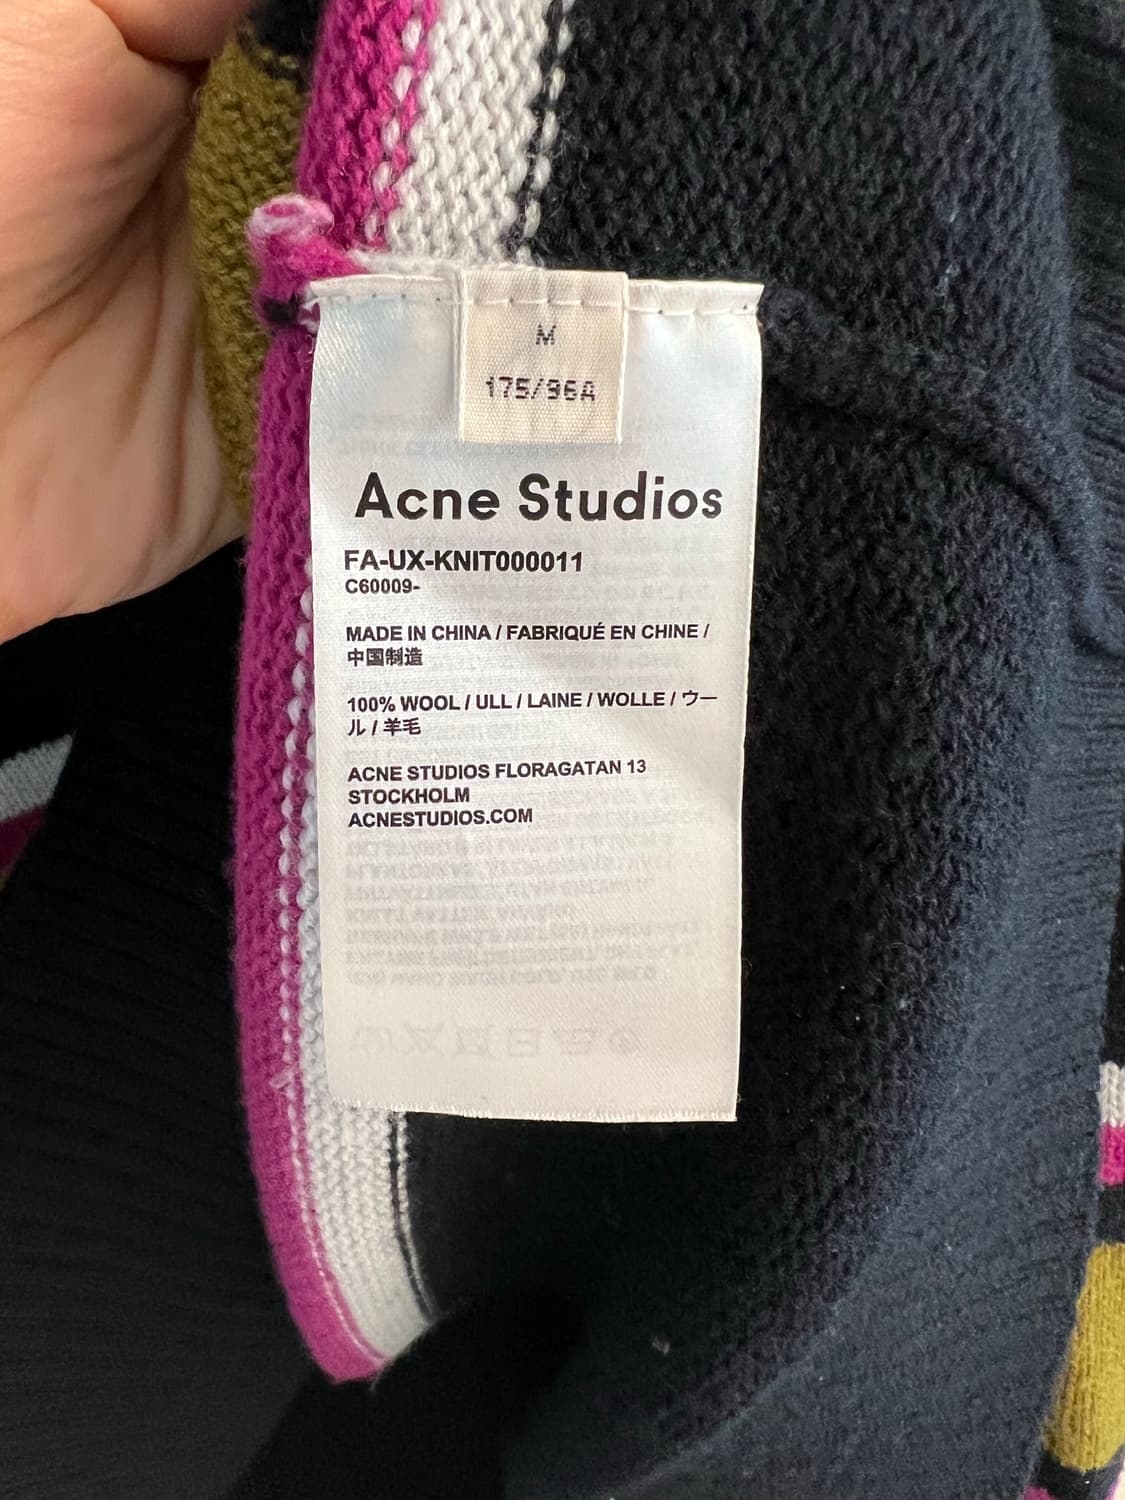 M
175/96A
Acne Studios
FA-UX-KNIT000011
C60009-
MADE IN CHINA / FABRIQUÉ EN CHINE /
中国制造
100% WOOL / ULL / LAINE / WOLLE / ウー
ル / 羊毛
ACNE STUDIOS FLORAGATAN 13
STOCKHOLM
ACNESTUDIOS.COM